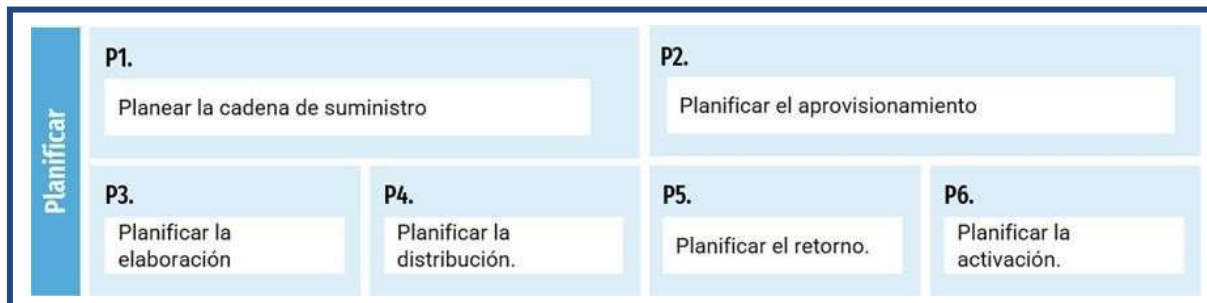 Planificar
P1.
Planear la cadena de suministro
P2.
Planificar el aprovisionamiento
P3.
Planificar la
elaboración
P4.
Planificar la
distribución.
P5.
Planificar el retorno.
P6.
Planificar la
activación.